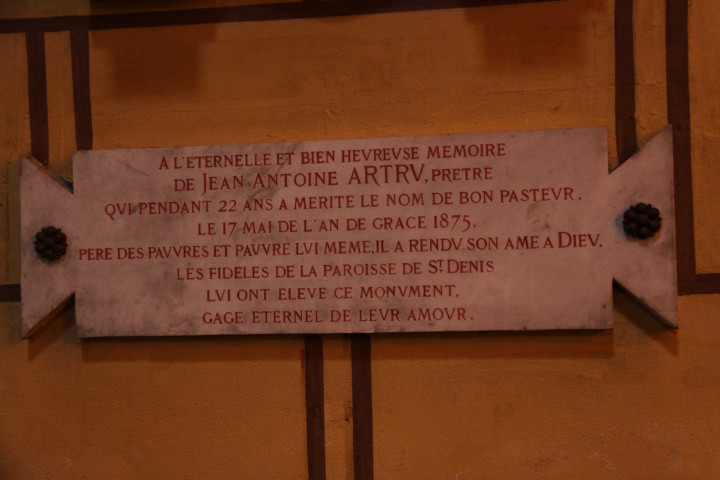 A L'ETERNELLE ET BIEN HEVREVSE MEMOIRE
DE JEAN ANTOINE ARTRV, PRETRE
QVI PENDANT 22 ANS A MERITE LE NOM DE BON PASTEVR.
LE 17 MAI DE L'AN DE GRACE 1875,
PERE DES PAVVRES ET PAVVRE LVI MEME, IL A RENDV SON AME A DIEV.
LES FIDELES DE LA PAROISSE DE ST. DENIS
LVI ONT ELEVE CE MONVMENT,
GAGE ETERNEL DE LEVR AMOVR.